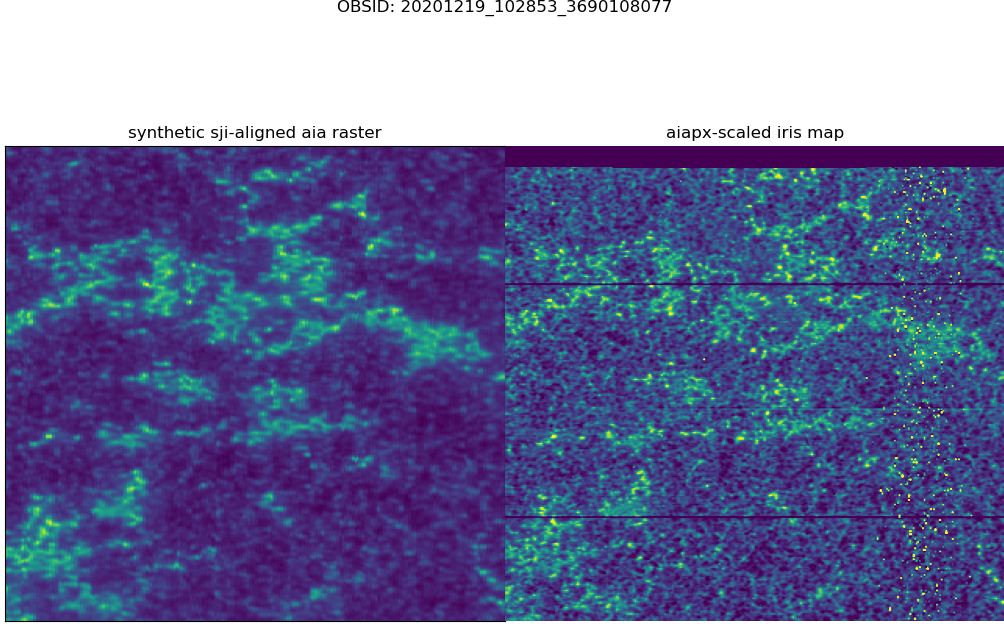 OBSID: 20201219_102853_3690108077
synthetic sji-aligned aia raster
aiapx-scaled iris map